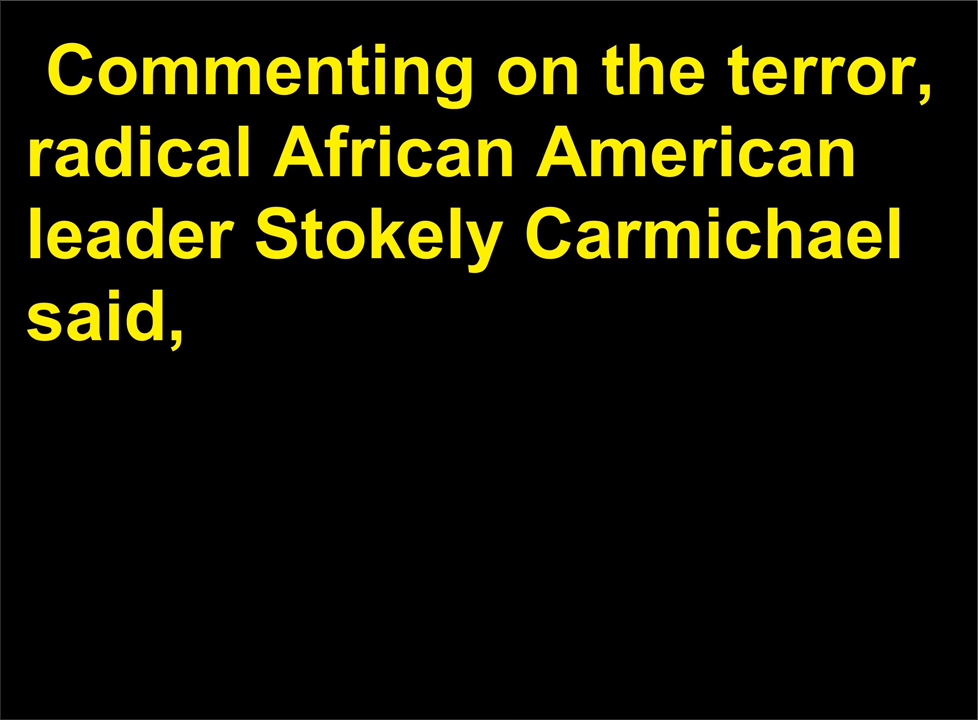 Commenting on the terror,
radical African American
leader Stokely Carmichael
said,